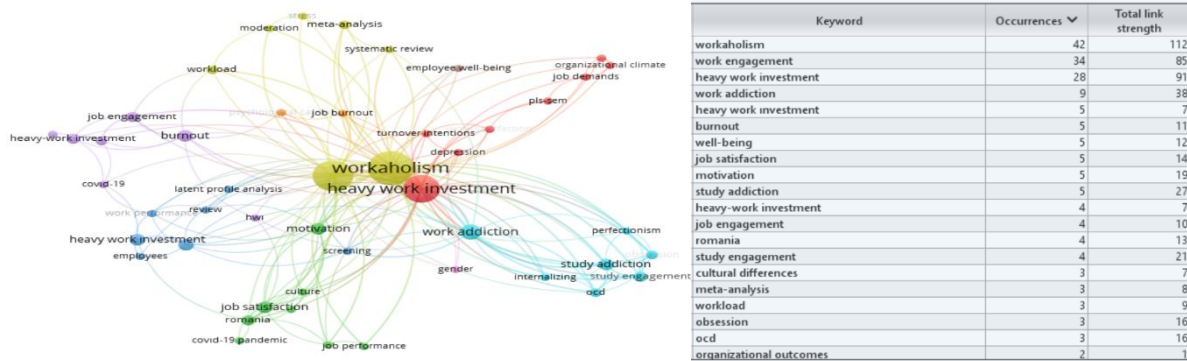 stress
moderation
meta-analysis
systematic review
workload
employee well-being
organizational climate
job demands
pls-sem
job burnout
job engagement
heavy-work investment
burnout
turnover intentions
depression
workaholism
heavy work investment
covid-19
latent profile analysis
work performance
review
hwi
motivation
work addiction
perfectionism
heavy work investment
employees
screening
gender
study addiction
internalizing
study engagement
ocd
culture
job satisfaction
romania
covid-19 pandemic
job performance
Keyword Occurrences Total link
strength
workaholism 42 112
work engagement 34 85
heavy work investment 28 91
work addiction 9 38
heavy work investment 5 7
burnout 5 11
well-being 5 12
job satisfaction 5 14
motivation 5 19
study addiction 5 27
heavy-work investment 4 7
job engagement 4 10
romania 4 13
study engagement 4 21
cultural differences 3 7
meta-analysis 3 8
workload 3 9
obsession 3 16
ocd 3 16
organizational outcomes 2 1